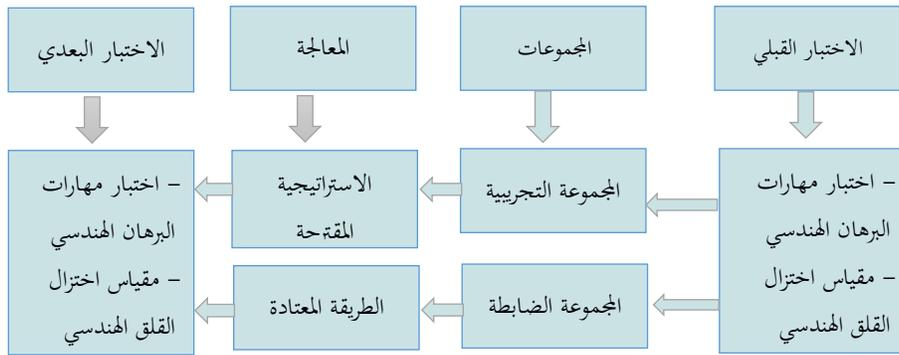 الاختبار القبلي
المجموعات
المعالجة
الاختبار البعدي
– اختبار مهارات
البرهان الهندسي
– مقياس اختزال
القلق الهندسي
المجموعة التجريبية
الاستراتيجية
المقترحة
– اختبار مهارات
البرهان الهندسي
– مقياس اختزال
القلق الهندسي
المجموعة الضابطة
الطريقة المعتادة